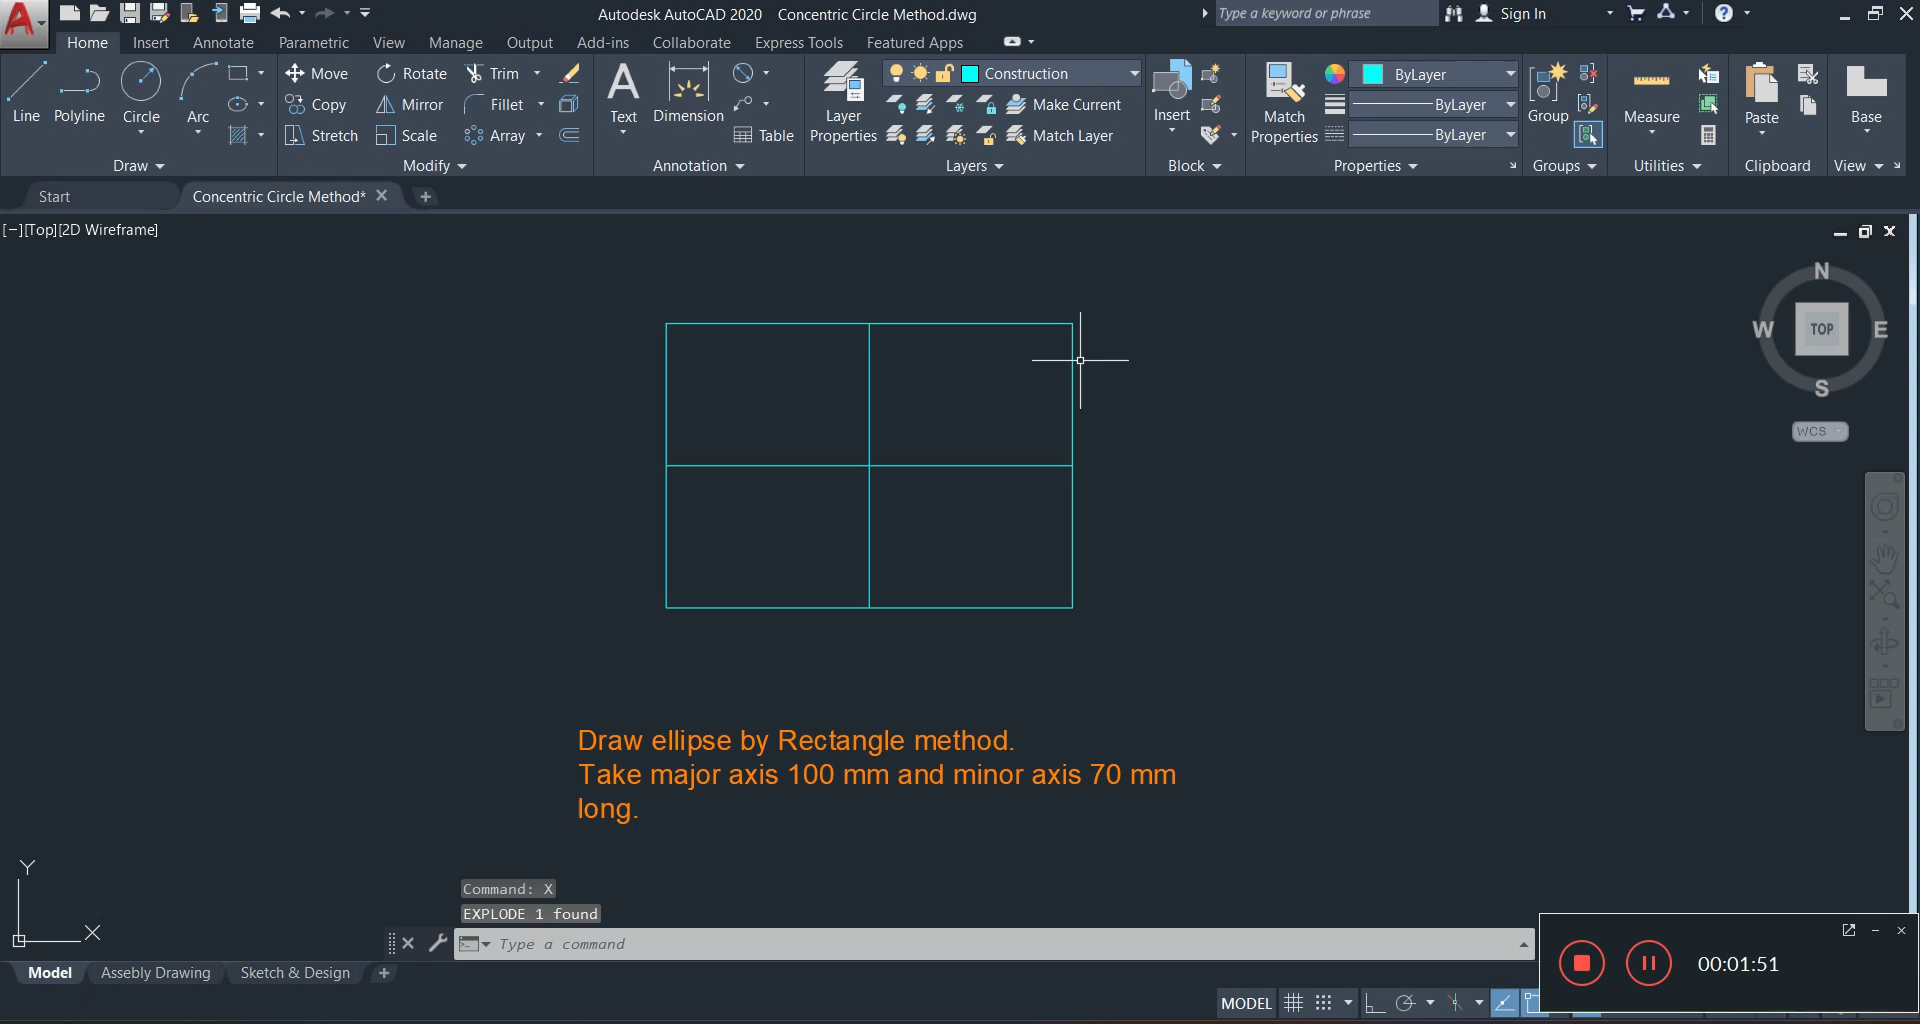 Autodesk AutoCAD 2020 Concentric Circle Method.dwg
Type a keyword or phrase
Sign In
Home Insert Annotate Parametric View Manage Output Add-ins Collaborate Express Tools Featured Apps
Line Polyline Circle Arc
Draw
Move Rotate Trim
Copy Mirror Fillet
Stretch Scale Array
Modify
Text Dimension Table
Annotation
Layer Properties
Construction
Make Current
Match Layer
Layers
Insert
Block
Match Properties
ByLayer
ByLayer
ByLayer
Properties
Group
Groups
Measure
Utilities
Paste
Clipboard
Base
View
Start Concentric Circle Method*
[−][Top][2D Wireframe]
N
W TOP E
S
WCS
Draw ellipse by Rectangle method.
Take major axis 100 mm and minor axis 70 mm
long.
Y
X
Command: X
EXPLODE 1 found
Type a command
00:01:51
Model Assebly Drawing Sketch & Design
MODEL